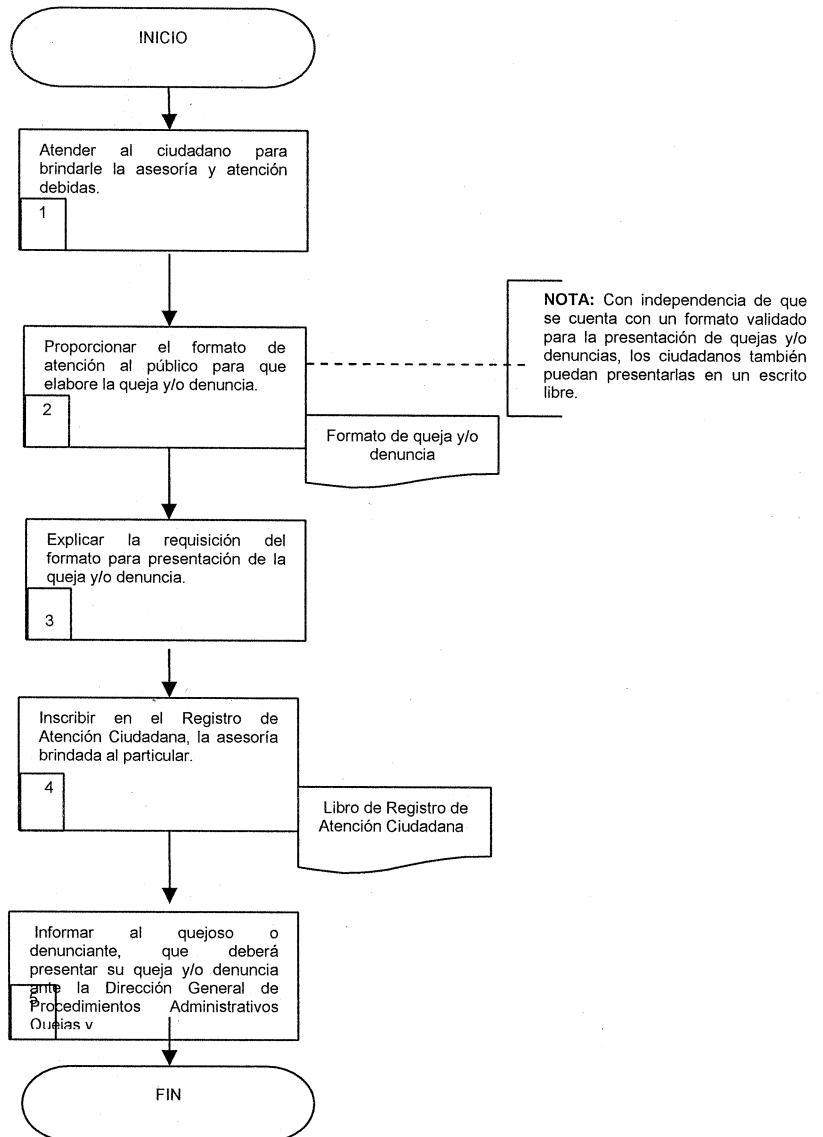 INICIO
Atender al ciudadano para
brindarle la asesoría y atención
debidas.
1
Proporcionar el formato de
atención al público para que
elabore la queja y/o denuncia.
2
NOTA: Con independencia de que
se cuenta con un formato validado
para la presentación de quejas y/o
denuncias, los ciudadanos también
puedan presentarlas en un escrito
libre.
Formato de queja y/o
denuncia
Explicar la requisición del
formato para presentación de la
queja y/o denuncia.
3
Inscribir en el Registro de
Atención Ciudadana, la asesoría
brindada al particular.
4
Libro de Registro de
Atención Ciudadana
Informar al quejoso o
denunciante, que deberá
presentar su queja y/o denuncia
ante la Dirección General de
Procedimientos Administrativos
Quejas y
5
FIN